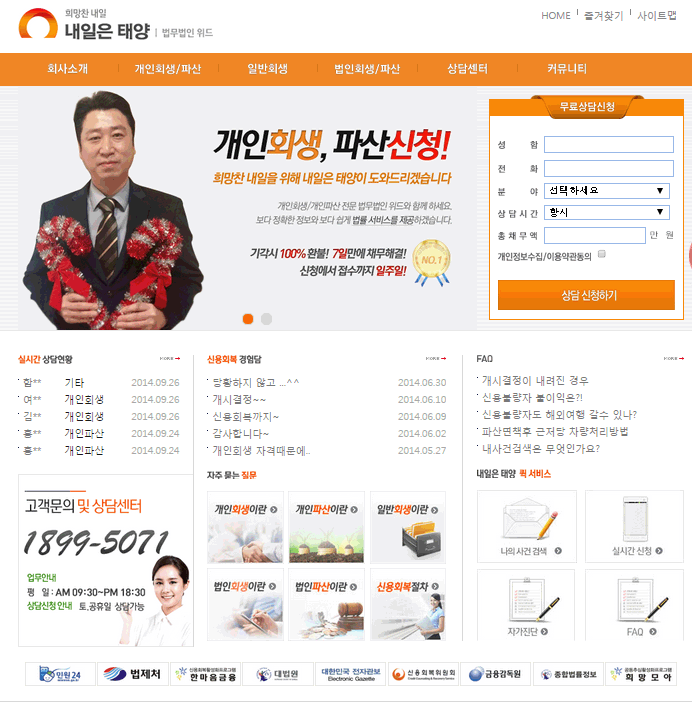 희망찬 내일
내일은 태양 | 법무법인 위드
HOME | 즐겨찾기 | 사이트맵
회사소개 개인회생/파산 일반회생 법인회생/파산 상담센터 커뮤니티
개인회생, 파산신청!
희망찬 내일을 위해 내일은 태양이 도와드리겠습니다
개인회생/개인파산 전문 법무법인 위드와 함께 하세요.
보다 정확한 정보와 보다 쉽게 법률 서비스를 제공하겠습니다.
기각시 100% 환불! 7일만에 채무해결!
신청에서 접수까지 일주일!
NO.1
무료상담신청
성 함
전 화
분 야 선택하세요
상담시간 항시
총채무액 만 원
개인정보수집/이용약관동의
상담 신청하기
실시간 상담현황 MORE
함** 기타 2014.09.26
여** 개인회생 2014.09.26
김** 개인회생 2014.09.26
홍** 개인파산 2014.09.24
홍** 개인파산 2014.09.24
신용회복 경험담 MORE
당황하지 않고 ...^^ 2014.06.30
개시결정~~ 2014.06.10
신용회복까지~ 2014.06.09
감사합니다~ 2014.06.02
개인회생 자격때문에.. 2014.05.27
FAQ MORE
개시결정이 내려진 경우
신용불량자 불이익은?!
신용불량자도 해외여행 갈수 있나?
파산면책후 근저당 차량처리방법
내사건검색은 무엇인가요?
고객문의 및 상담센터
1899-5071
업무안내
평 일 : AM 09:30~PM 18:30
상담신청 안내 토,공휴일 상담가능
자주 묻는 질문
개인회생이란 개인파산이란 일반회생이란
법인회생이란 법인파산이란 신용회복절차
내일은 태양 퀵 서비스
나의 사건 검색 실시간 신청
자가진단 FAQ
민원24
법제처
신용회복활성화프로그램
한마음금융
대법원
대한민국 전자관보
Electronic Gazette
신용회복위원회
금융감독원
종합법률정보
공동추심활성화프로그램
희망모아